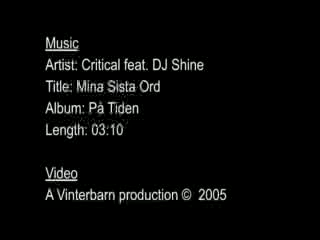 Music
Artist: Critical feat. DJ Shine
Title: Mina Sista Ord
Album: På Tiden
Length: 03:10
Video
A Vinterbarn production © 2005